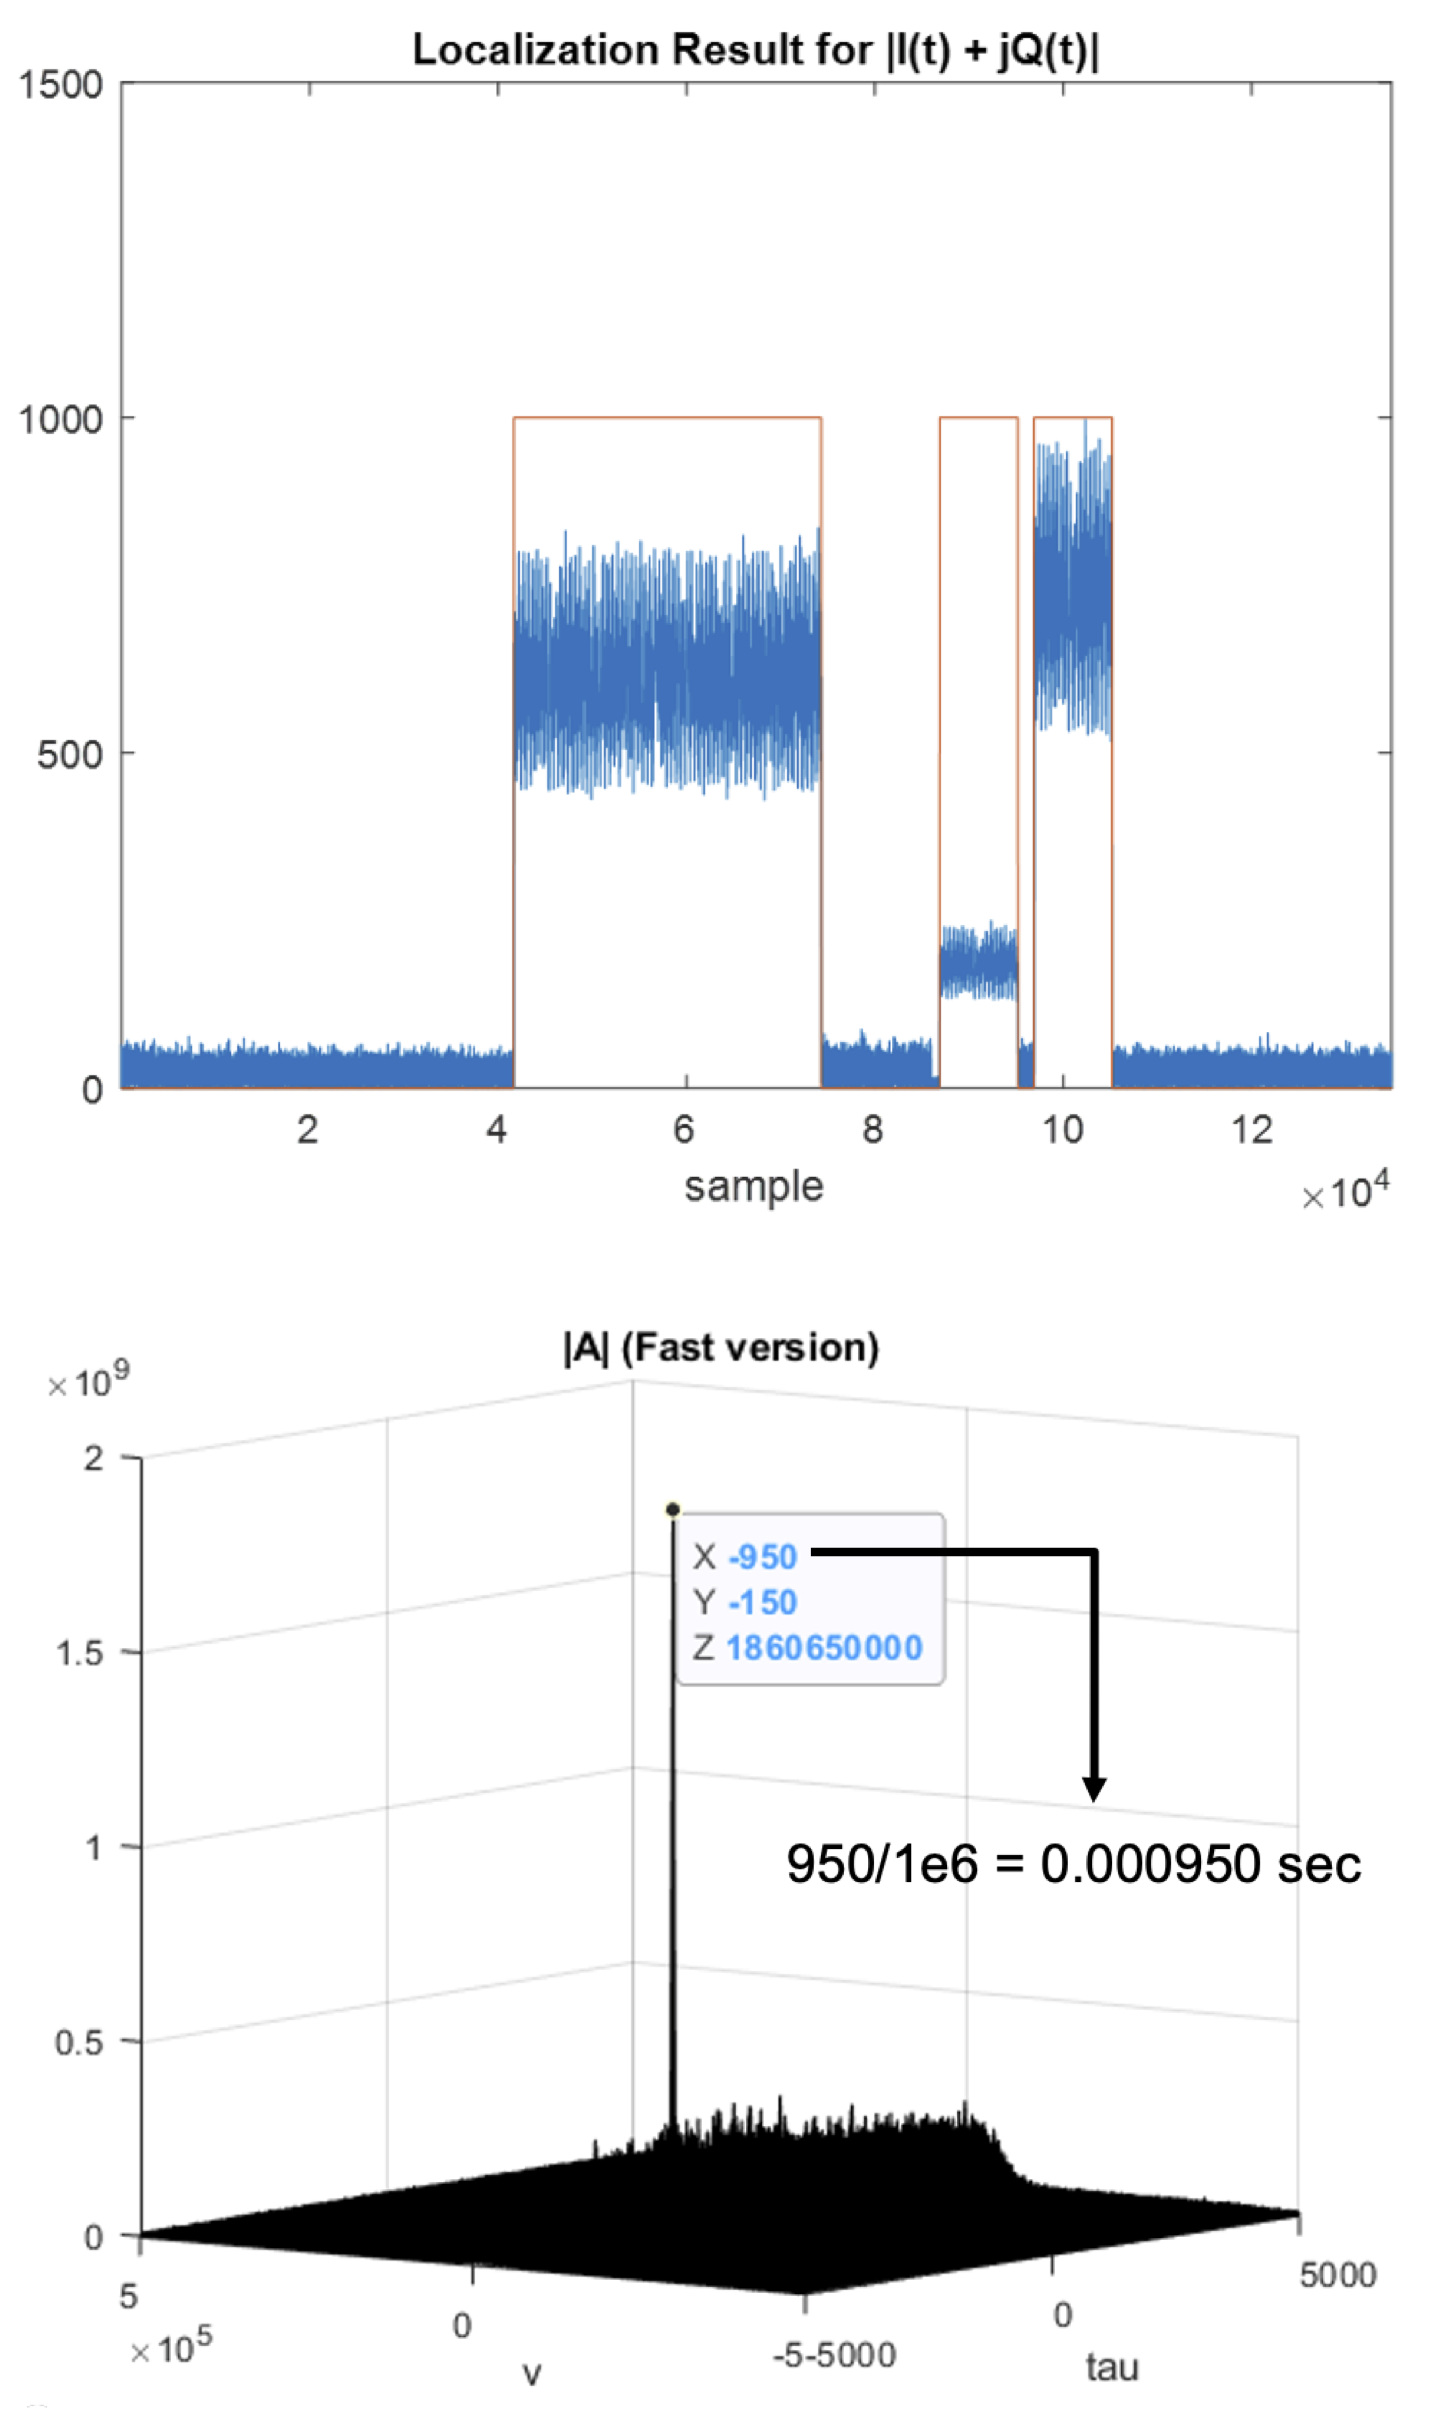 Localization Result for |I(t) + jQ(t)|
1500
1000
500
0
2 4 6 8 10 12
sample
×10⁴
|A| (Fast version)
×10⁹
2
1.5
1
0.5
0
X -950
Y -150
Z 1860650000
950/1e6 = 0.000950 sec
5 0 -5-5000 0 5000
×10⁵
v
tau